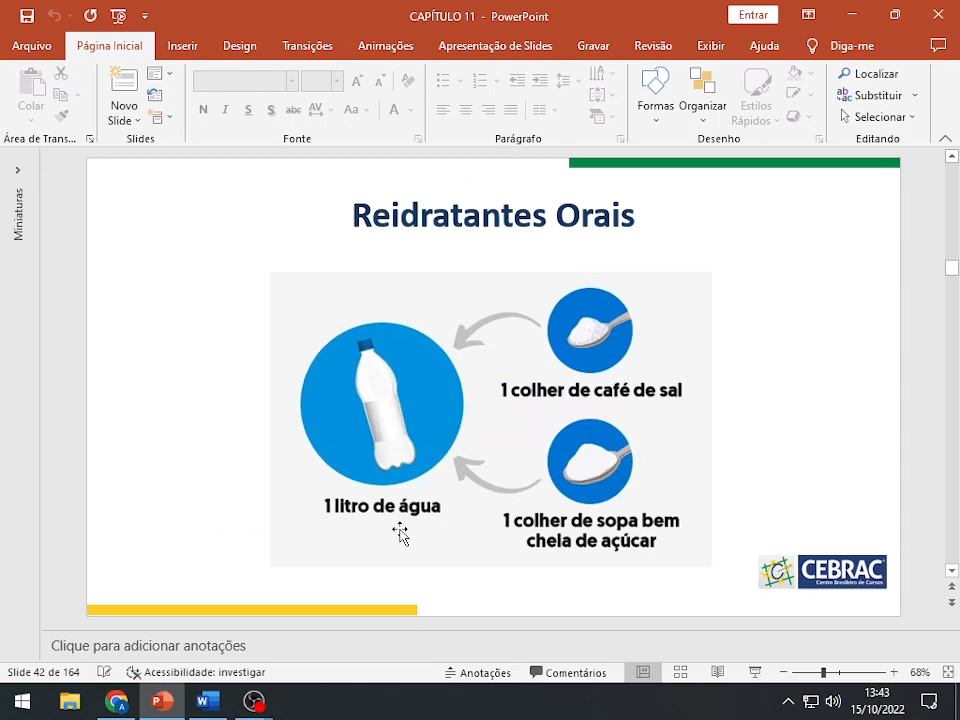 CAPÍTULO 11 - PowerPoint
Entrar
Arquivo Página Inicial Inserir Design Transições Animações Apresentação de Slides Gravar Revisão Exibir Ajuda Diga-me
Colar
Área de Trans...
Novo
Slide
Slides
N I S S abc AV Aa A
Fonte
Parágrafo
Formas
Organizar
Estilos
Rápidos
Desenho
Localizar
Substituir
Selecionar
Editando
Miniaturas
Reidratantes Orais
1 colher de café de sal
1 litro de água
1 colher de sopa bem
cheia de açúcar
CEBRAC
Centro Brasileiro de Cursos
Clique para adicionar anotações
Slide 42 de 164 Acessibilidade: investigar Anotações Comentários 68%
13:43
15/10/2022